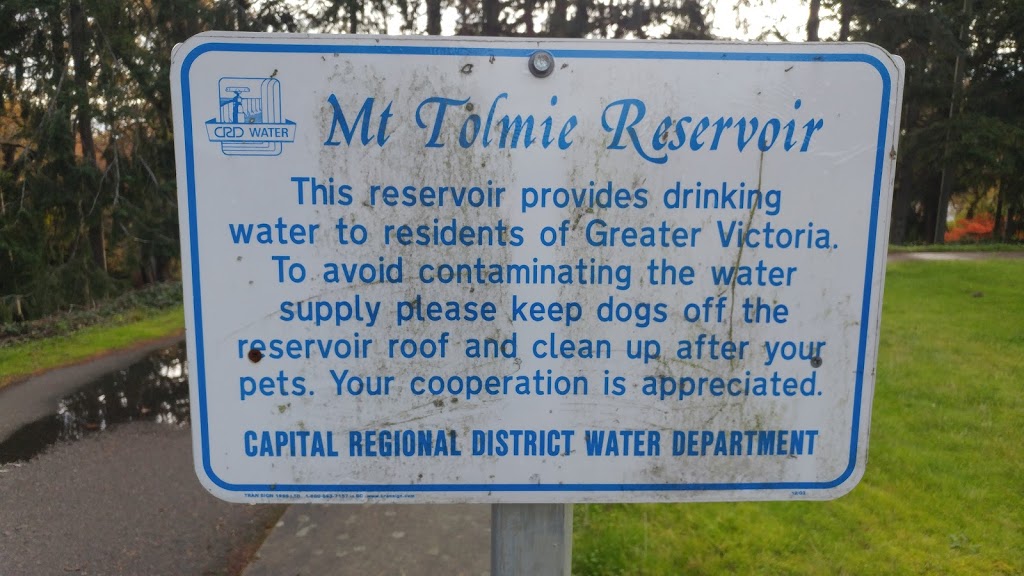 CRD WATER
Mt Tolmie Reservoir
This reservoir provides drinking
water to residents of Greater Victoria.
To avoid contaminating the water
supply please keep dogs off the
reservoir roof and clean up after your
pets. Your cooperation is appreciated.
CAPITAL REGIONAL DISTRICT WATER DEPARTMENT